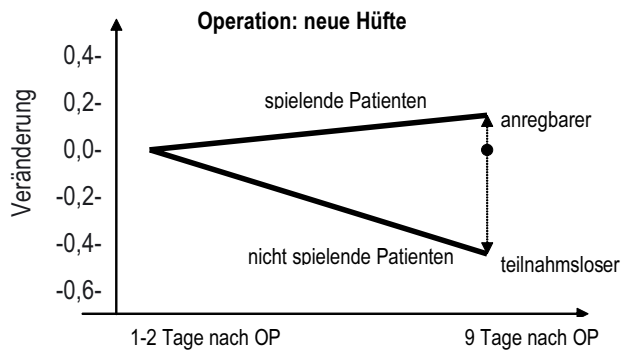 Operation: neue Hüfte
0,4-
0,2-
0,0-
-0,2-
-0,4-
-0,6-
Veränderung
spielende Patienten
anregbarer
nicht spielende Patienten
teilnahmsloser
1-2 Tage nach OP
9 Tage nach OP